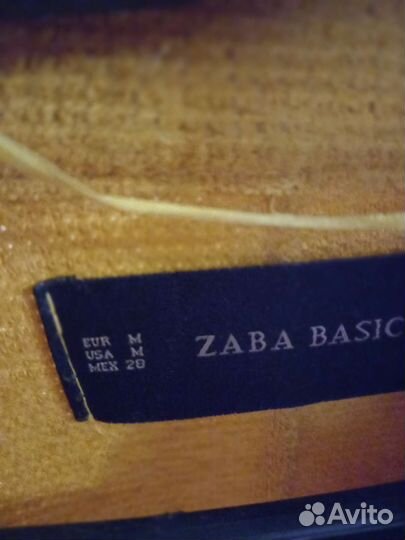 EUR M
USA M
MEX 28
ZABA BASIC
Avito